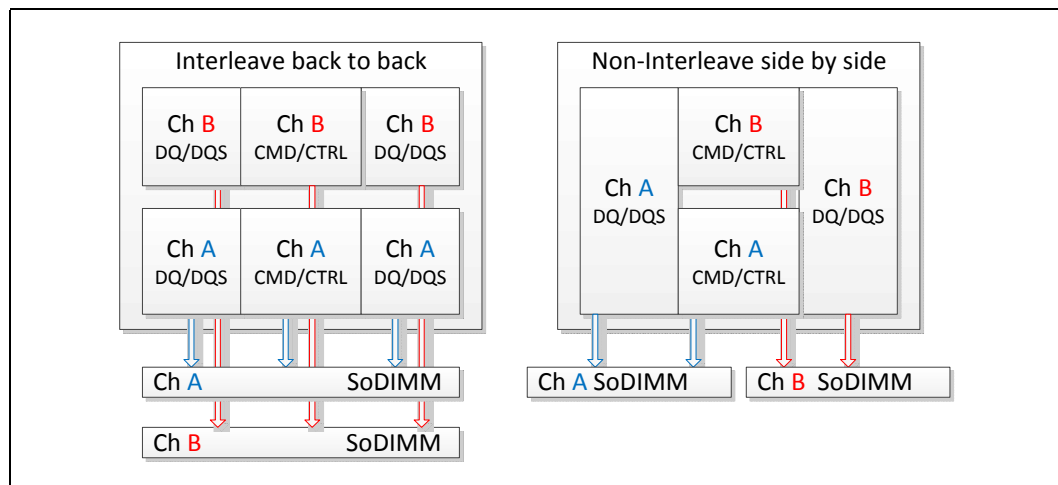 Interleave back to back
Ch B
DQ/DQS
Ch B
CMD/CTRL
Ch B
DQ/DQS
Ch A
DQ/DQS
Ch A
CMD/CTRL
Ch A
DQ/DQS
Ch A SoDIMM
Ch B SoDIMM
Non-Interleave side by side
Ch A
DQ/DQS
Ch B
CMD/CTRL
Ch A
CMD/CTRL
Ch B
DQ/DQS
Ch A SoDIMM
Ch B SoDIMM